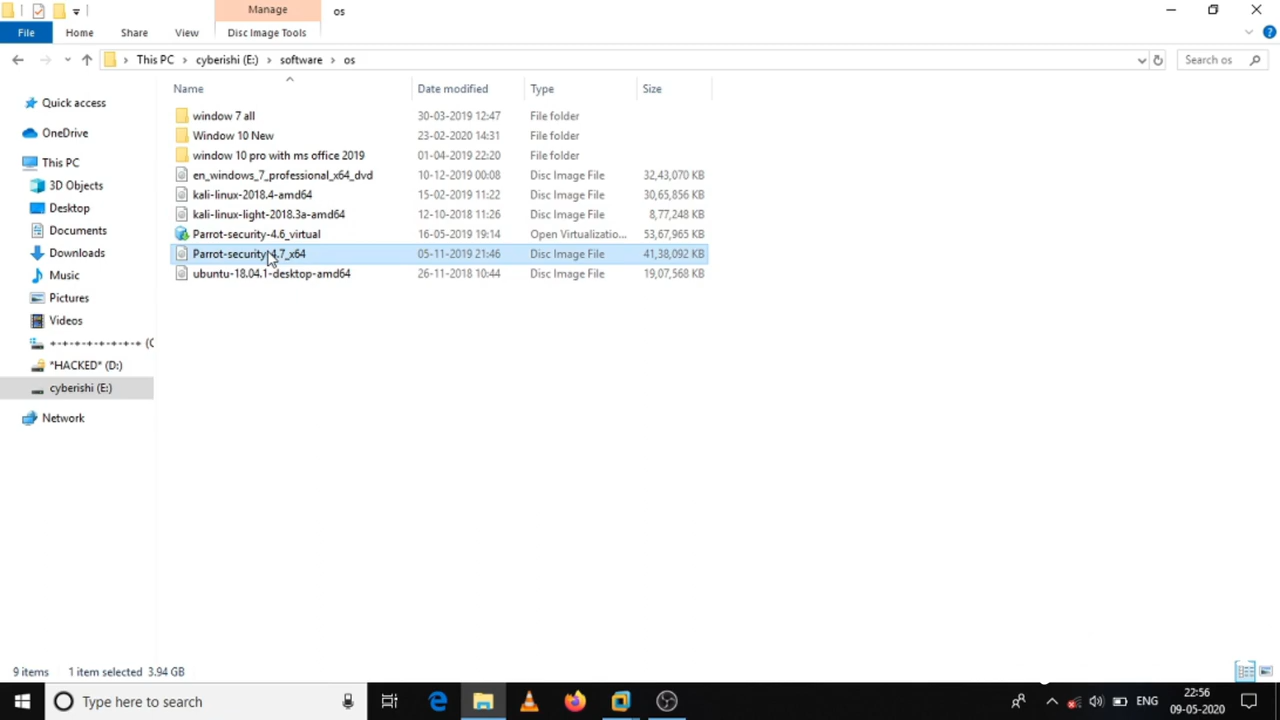 Manage
os
File
Home
Share
View
Disc Image Tools
This PC
cyberishi (E:)
software
os
Search os
Name
Date modified
Type
Size
Quick access
OneDrive
This PC
3D Objects
Desktop
Documents
Downloads
Music
Pictures
Videos
+-+-+-+-+-+-+-+ (C
*HACKED* (D:)
cyberishi (E:)
Network
window 7 all 30-03-2019 12:47 File folder
Window 10 New 23-02-2020 14:31 File folder
window 10 pro with ms office 2019 01-04-2019 22:20 File folder
en_windows_7_professional_x64_dvd 10-12-2019 00:08 Disc Image File 32,43,070 KB
kali-linux-2018.4-amd64 15-02-2019 11:22 Disc Image File 30,65,856 KB
kali-linux-light-2018.3a-amd64 12-10-2018 11:26 Disc Image File 8,77,248 KB
Parrot-security-4.6_virtual 16-05-2019 19:14 Open Virtualizatio... 53,67,965 KB
Parrot-security-4.7_x64 05-11-2019 21:46 Disc Image File 41,38,092 KB
ubuntu-18.04.1-desktop-amd64 26-11-2018 10:44 Disc Image File 19,07,568 KB
9 items 1 item selected 3.94 GB
Type here to search
ENG
22:56
09-05-2020